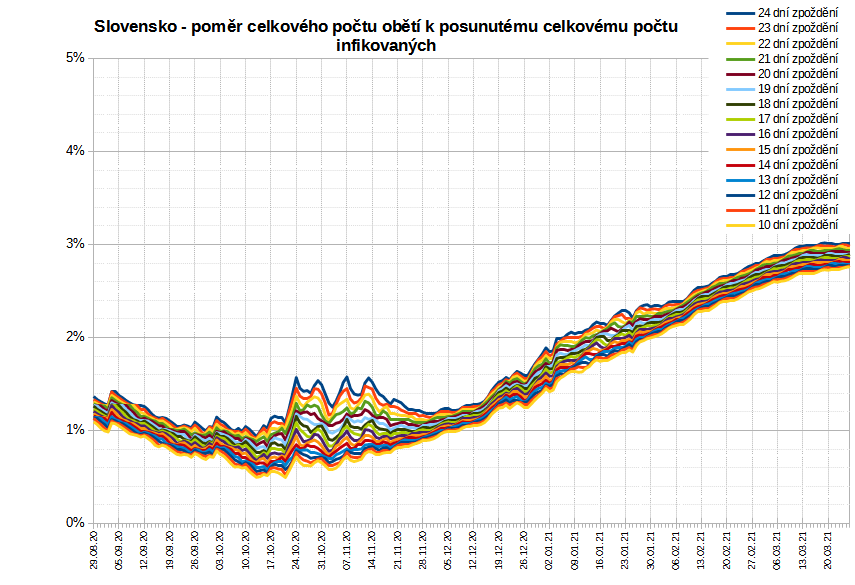 Slovensko - poměr celkového počtu obětí k posunutému celkovému počtu
infikovaných
24 dní zpoždění
23 dní zpoždění
22 dní zpoždění
21 dní zpoždění
20 dní zpoždění
19 dní zpoždění
18 dní zpoždění
17 dní zpoždění
16 dní zpoždění
15 dní zpoždění
14 dní zpoždění
13 dní zpoždění
12 dní zpoždění
11 dní zpoždění
10 dní zpoždění
5%
4%
3%
2%
1%
0%
29.08.20
05.09.20
12.09.20
19.09.20
26.09.20
03.10.20
10.10.20
17.10.20
24.10.20
31.10.20
07.11.20
14.11.20
21.11.20
28.11.20
05.12.20
12.12.20
19.12.20
26.12.20
02.01.21
09.01.21
16.01.21
23.01.21
30.01.21
06.02.21
13.02.21
20.02.21
27.02.21
06.03.21
13.03.21
20.03.21